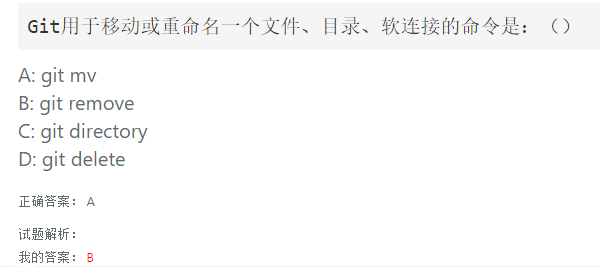 Git用于移动或重命名一个文件、目录、软连接的命令是：（）
A: git mv
B: git remove
C: git directory
D: git delete
正确答案： A
试题解析：
我的答案： B